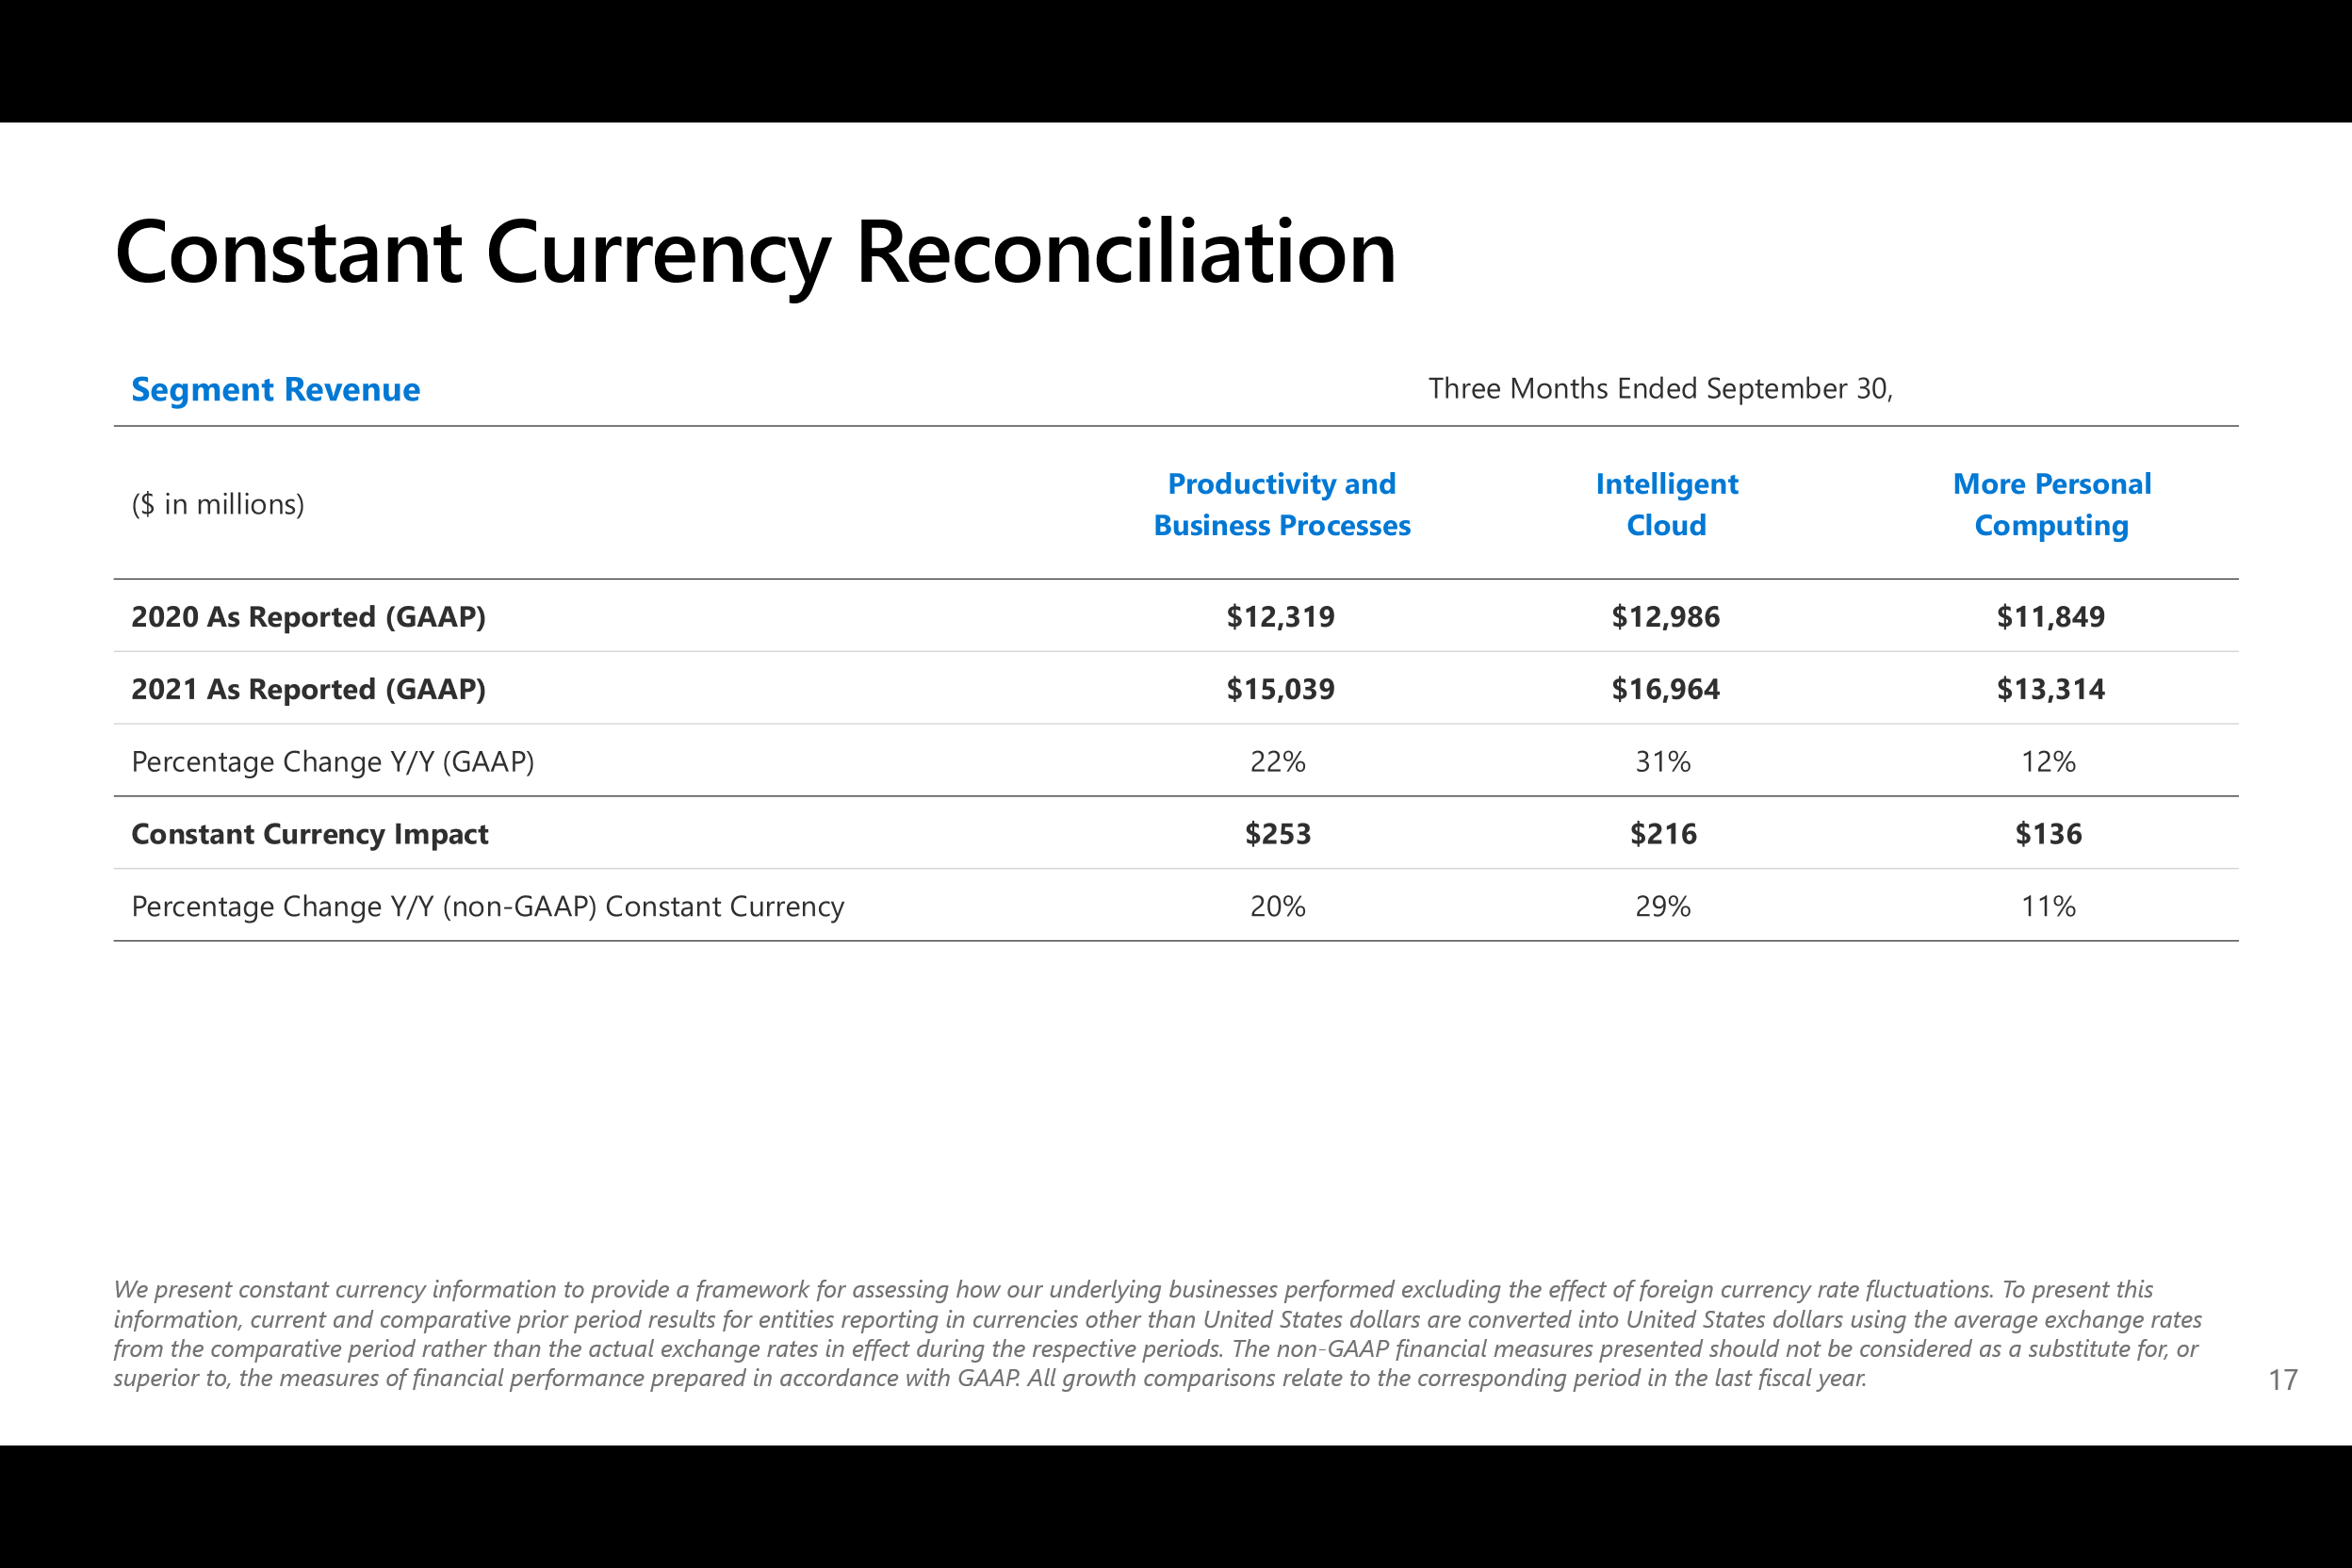 Constant Currency Reconciliation
Segment Revenue Three Months Ended September 30,
($ in millions) Productivity and Business Processes Intelligent Cloud More Personal Computing
2020 As Reported (GAAP) $12,319 $12,986 $11,849
2021 As Reported (GAAP) $15,039 $16,964 $13,314
Percentage Change Y/Y (GAAP) 22% 31% 12%
Constant Currency Impact $253 $216 $136
Percentage Change Y/Y (non-GAAP) Constant Currency 20% 29% 11%
We present constant currency information to provide a framework for assessing how our underlying businesses performed excluding the effect of foreign currency rate fluctuations. To present this
information, current and comparative prior period results for entities reporting in currencies other than United States dollars are converted into United States dollars using the average exchange rates
from the comparative period rather than the actual exchange rates in effect during the respective periods. The non-GAAP financial measures presented should not be considered as a substitute for, or
superior to, the measures of financial performance prepared in accordance with GAAP. All growth comparisons relate to the corresponding period in the last fiscal year.
17